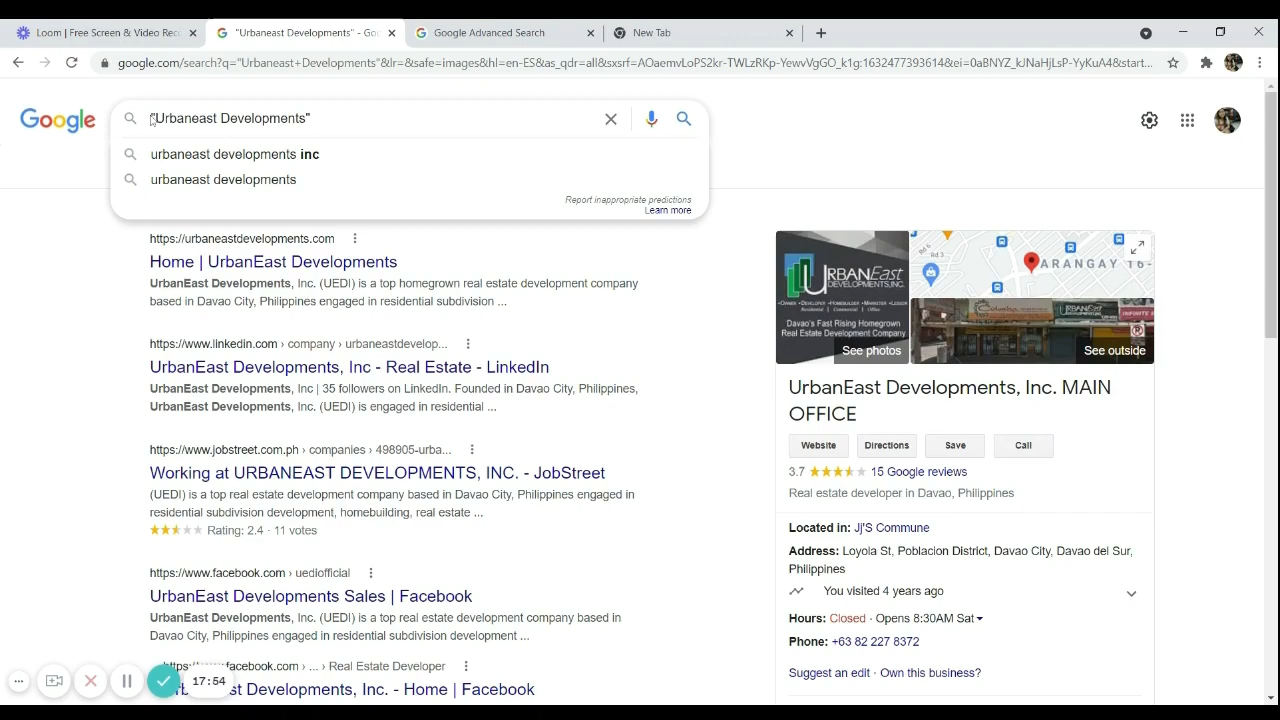 Loom | Free Screen & Video Rec
"Urbaneast Developments" - Goo
Google Advanced Search
New Tab
google.com/search?q="Urbaneast+Developments"&lr=&safe=images&hl=en-ES&as_qdr=all&sxsrf=AOaemvLoPS2kr-TWLzRKp-YewvVgGO_k1g:1632477393614&ei=0aBNYZ_kJNaHjLsP-YyKuA4&start...
Google
"Urbaneast Developments"
urbaneast developments inc
urbaneast developments
Report inappropriate predictions
Learn more
https://urbaneastdevelopments.com
Home | UrbanEast Developments
UrbanEast Developments, Inc. (UEDI) is a top homegrown real estate development company
based in Davao City, Philippines engaged in residential subdivision ...
https://www.linkedin.com › company › urbaneastdevelop...
UrbanEast Developments, Inc - Real Estate - LinkedIn
UrbanEast Developments, Inc | 35 followers on LinkedIn. Founded in Davao City, Philippines,
UrbanEast Developments, Inc. (UEDI) is engaged in residential ...
https://www.jobstreet.com.ph › companies › 498905-urba...
Working at URBANEAST DEVELOPMENTS, INC. - JobStreet
(UEDI) is a top real estate development company based in Davao City, Philippines engaged in
residential subdivision development, homebuilding, real estate ...
Rating: 2.4 · 11 votes
https://www.facebook.com › uediofficial
UrbanEast Developments Sales | Facebook
UrbanEast Developments, Inc. (UEDI) is a top real estate development company based in
Davao City, Philippines engaged in residential subdivision development ...
https://www.facebook.com › ... › Real Estate Developer
UrbanEast Developments, Inc. - Home | Facebook
17:54
URBANEast
DEVELOPMENTS, INC.
Davao's Fast Rising Homegrown
Real Estate Development Company
See photos
Rd 6
Rd 3
ARANGAY 16-
See outside
UrbanEast Developments, Inc. MAIN
OFFICE
Website
Directions
Save
Call
3.7
15 Google reviews
Real estate developer in Davao, Philippines
Located in: Jj'S Commune
Address: Loyola St, Poblacion District, Davao City, Davao del Sur,
Philippines
You visited 4 years ago
Hours: Closed · Opens 8:30AM Sat
Phone: +63 82 227 8372
Suggest an edit · Own this business?